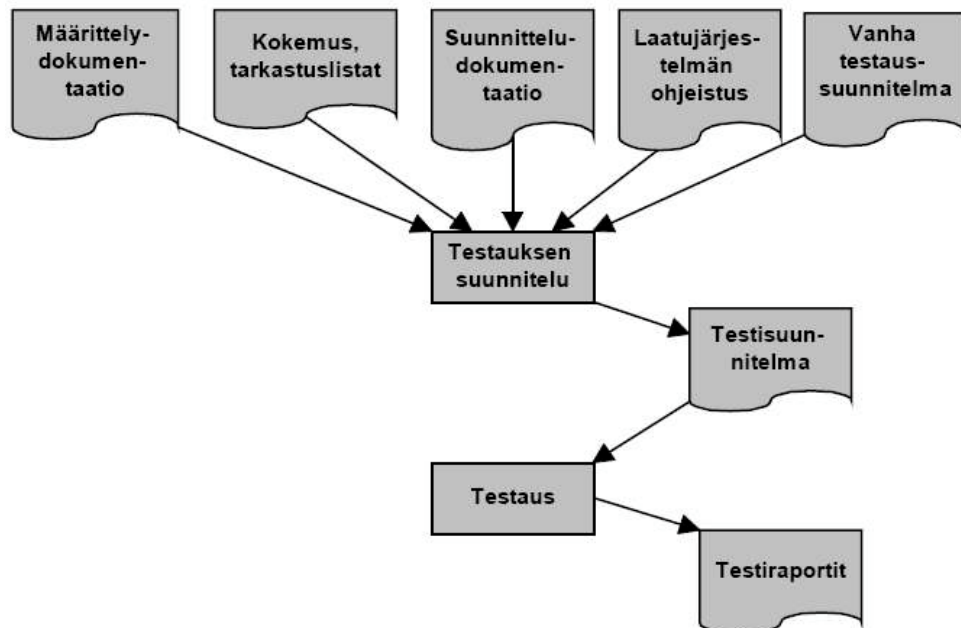 Määrittely-
dokumen-
taatio
Kokemus,
tarkastuslistat
Suunnittelu-
dokumen-
taatio
Laatujärjes-
telmän
ohjeistus
Vanha
testaus-
suunnitelma
Testauksen
suunnitelu
Testisuun-
nitelma
Testaus
Testiraportit